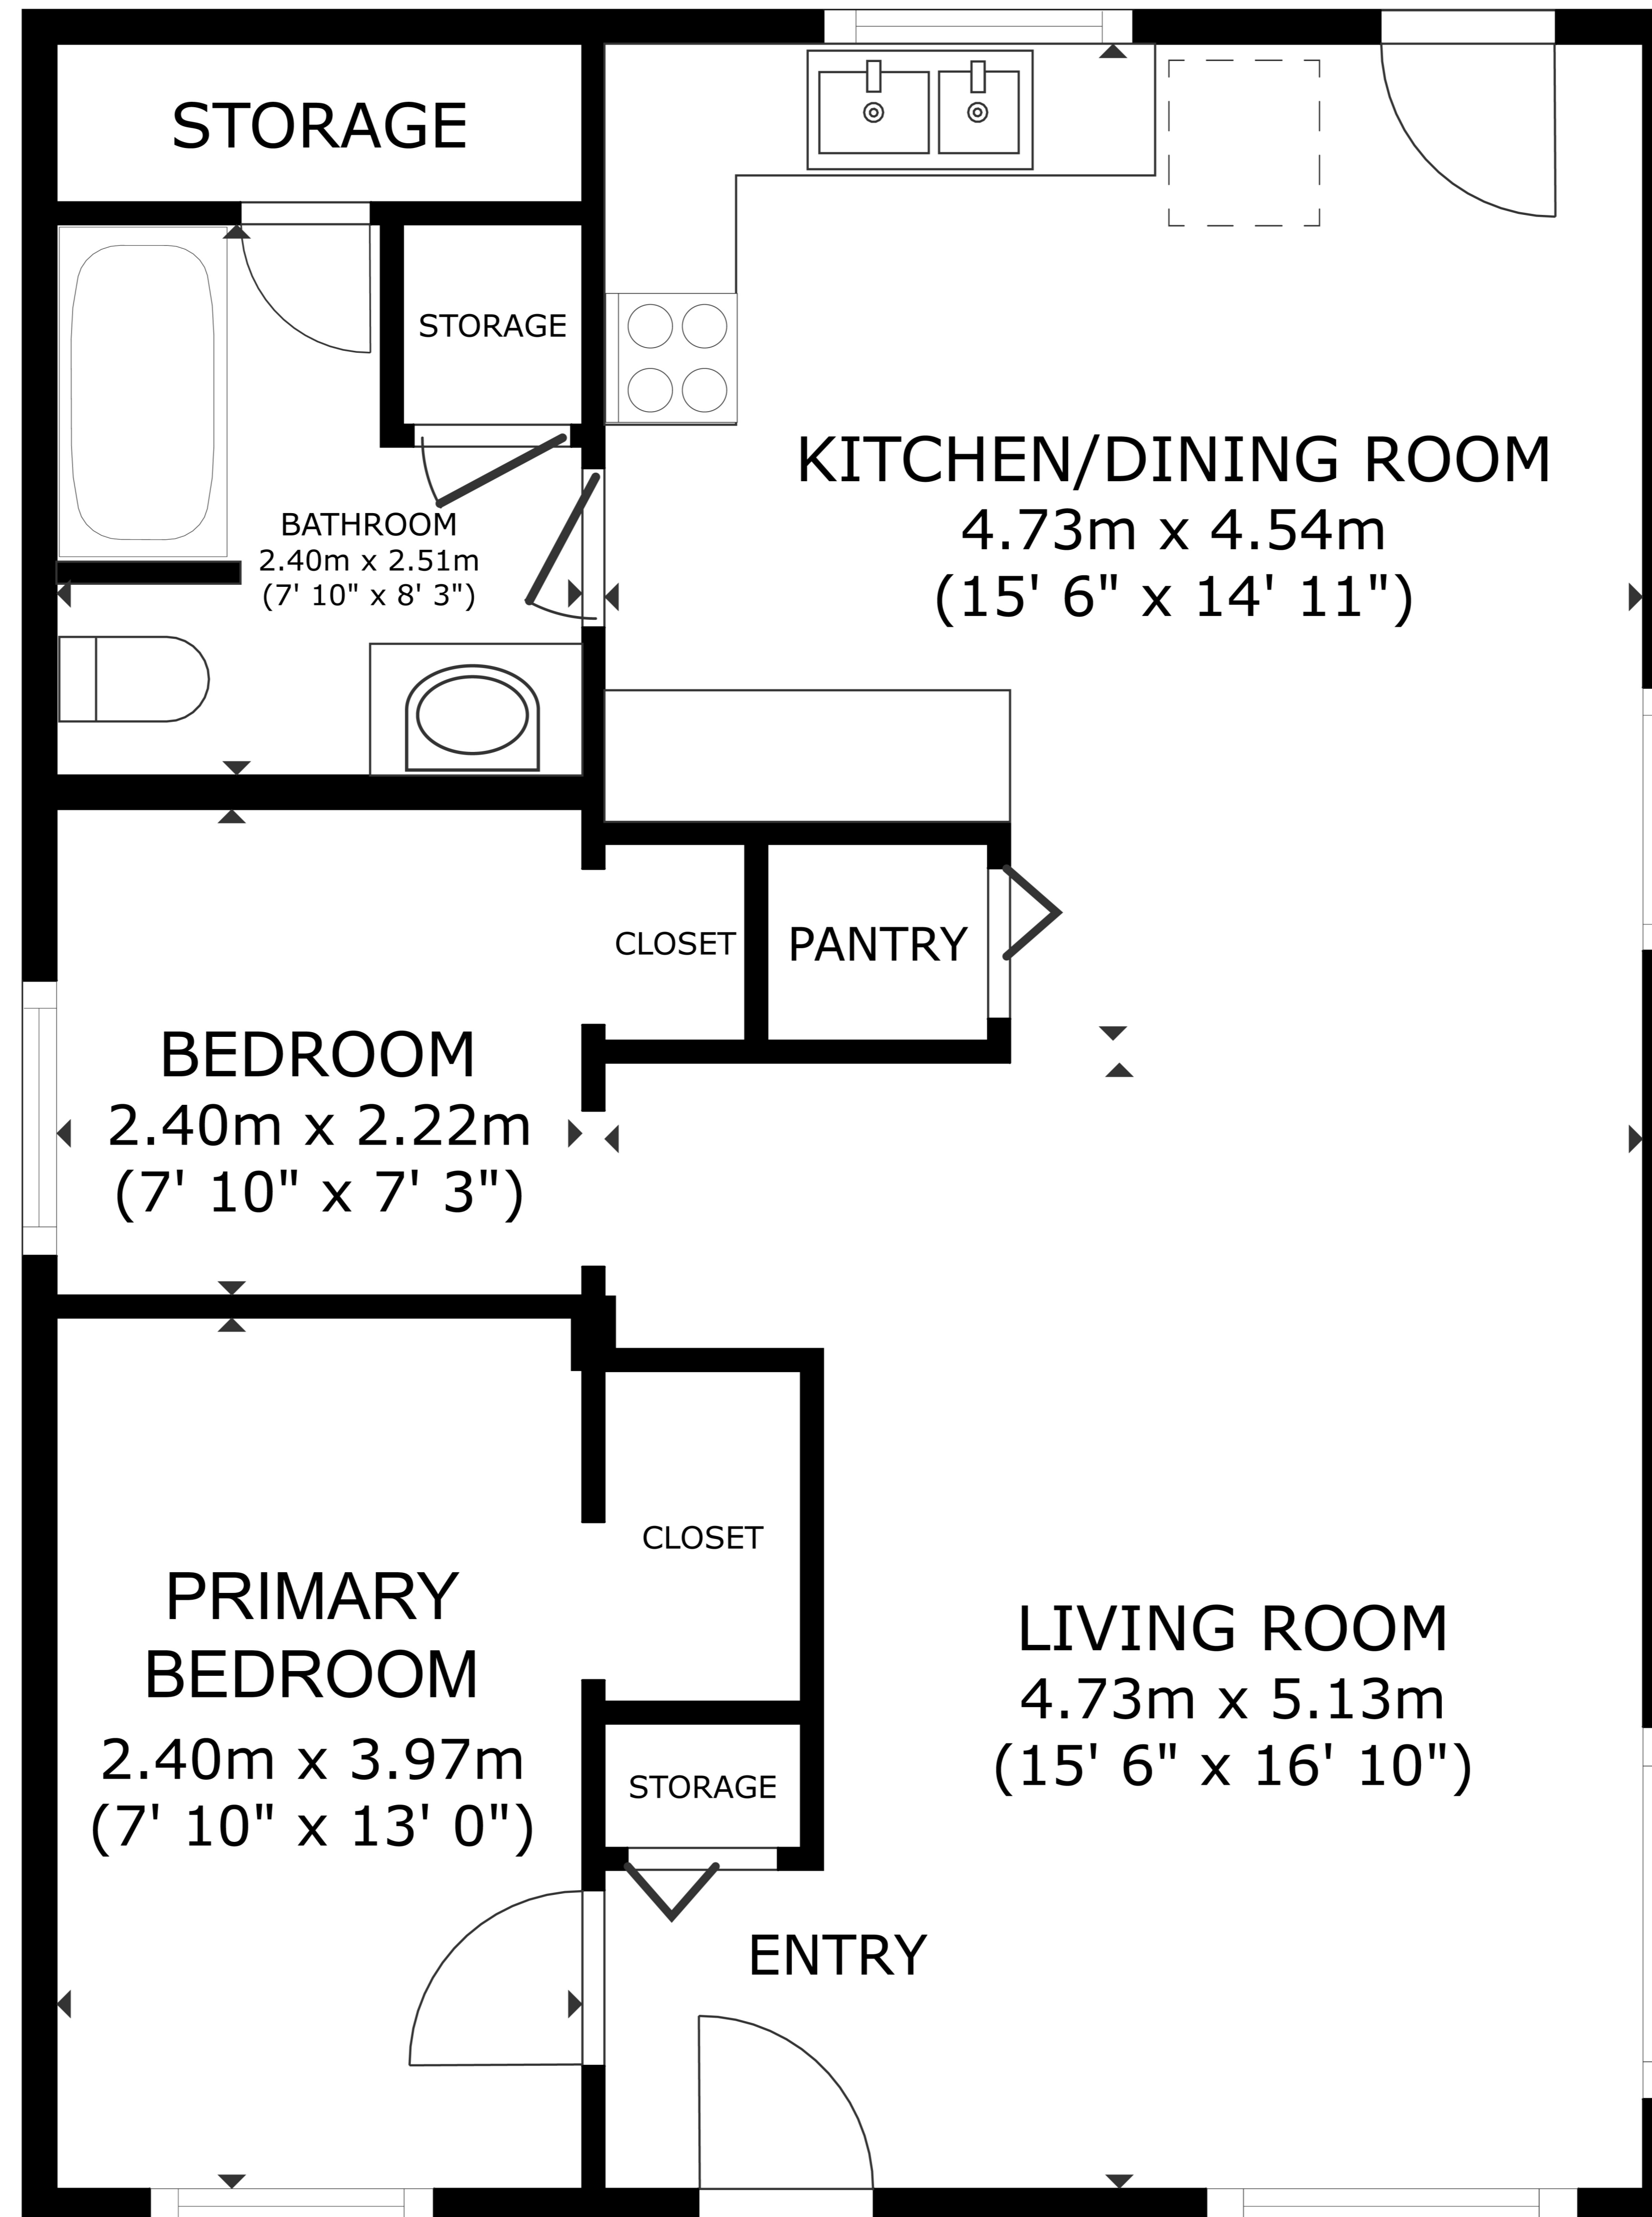 STORAGE
STORAGE
KITCHEN/DINING ROOM
4.73m x 4.54m
(15' 6" x 14' 11")
BATHROOM
2.40m x 2.51m
(7' 10" x 8' 3")
CLOSET
PANTRY
BEDROOM
2.40m x 2.22m
(7' 10" x 7' 3")
CLOSET
PRIMARY
BEDROOM
2.40m x 3.97m
(7' 10" x 13' 0")
LIVING ROOM
4.73m x 5.13m
(15' 6" x 16' 10")
STORAGE
ENTRY